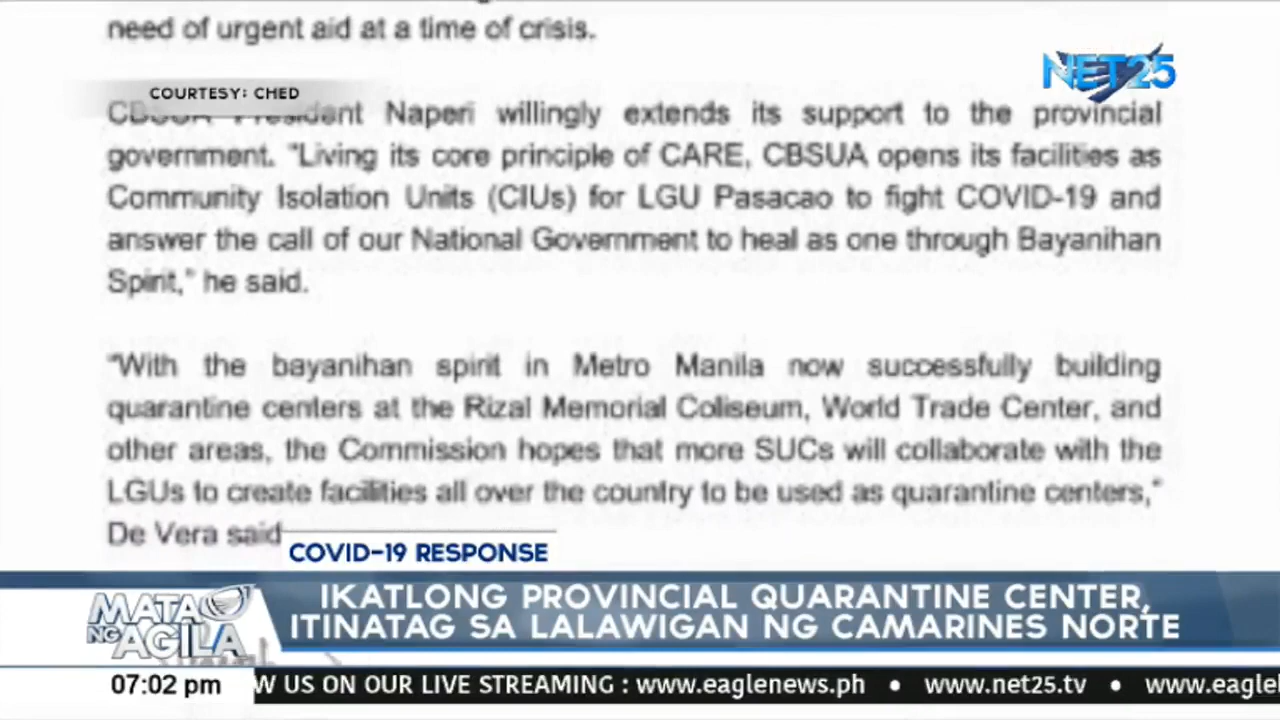 need of urgent aid at a time of crisis.
NET25
COURTESY: CHED
CBSUA President Naperi willingly extends its support to the provincial
government. "Living its core principle of CARE, CBSUA opens its facilities as
Community Isolation Units (CIUs) for LGU Pasacao to fight COVID-19 and
answer the call of our National Government to heal as one through Bayanihan
Spirit," he said.
"With the bayanihan spirit in Metro Manila now successfully building
quarantine centers at the Rizal Memorial Coliseum, World Trade Center, and
other areas, the Commission hopes that more SUCs will collaborate with the
LGUs to create facilities all over the country to be used as quarantine centers,"
De Vera said
COVID-19 RESPONSE
IKATLONG PROVINCIAL QUARANTINE CENTER,
ITINATAG SA LALAWIGAN NG CAMARINES NORTE
MATA
NG AGILA
07:02 pm
W US ON OUR LIVE STREAMING : www.eaglenews.ph • www.net25.tv • www.eagle